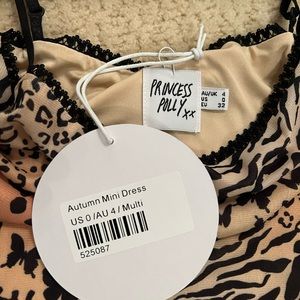 PRINCESS
POLLY xx
AU/UK 4
US 0
EU 32
Autumn Mini Dress
US 0 /AU 4 / Multi
525087